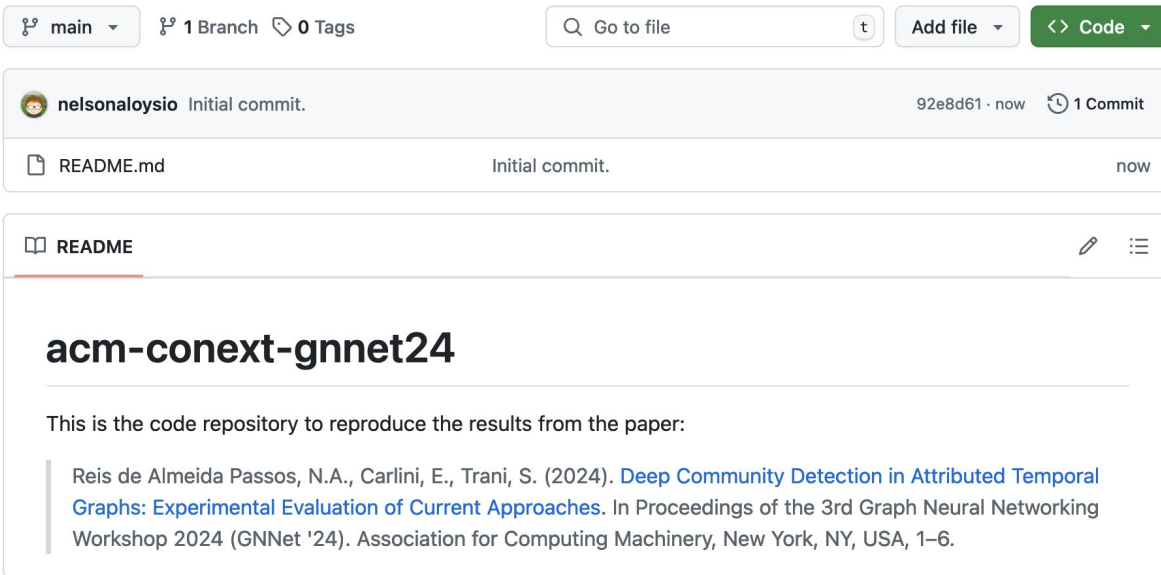 main 1 Branch 0 Tags Go to file t Add file Code
nelsonaloysio Initial commit. 92e8d61 · now 1 Commit
README.md Initial commit. now
README
acm-conext-gnnet24
This is the code repository to reproduce the results from the paper:
Reis de Almeida Passos, N.A., Carlini, E., Trani, S. (2024). Deep Community Detection in Attributed Temporal
Graphs: Experimental Evaluation of Current Approaches. In Proceedings of the 3rd Graph Neural Networking
Workshop 2024 (GNNet '24). Association for Computing Machinery, New York, NY, USA, 1–6.